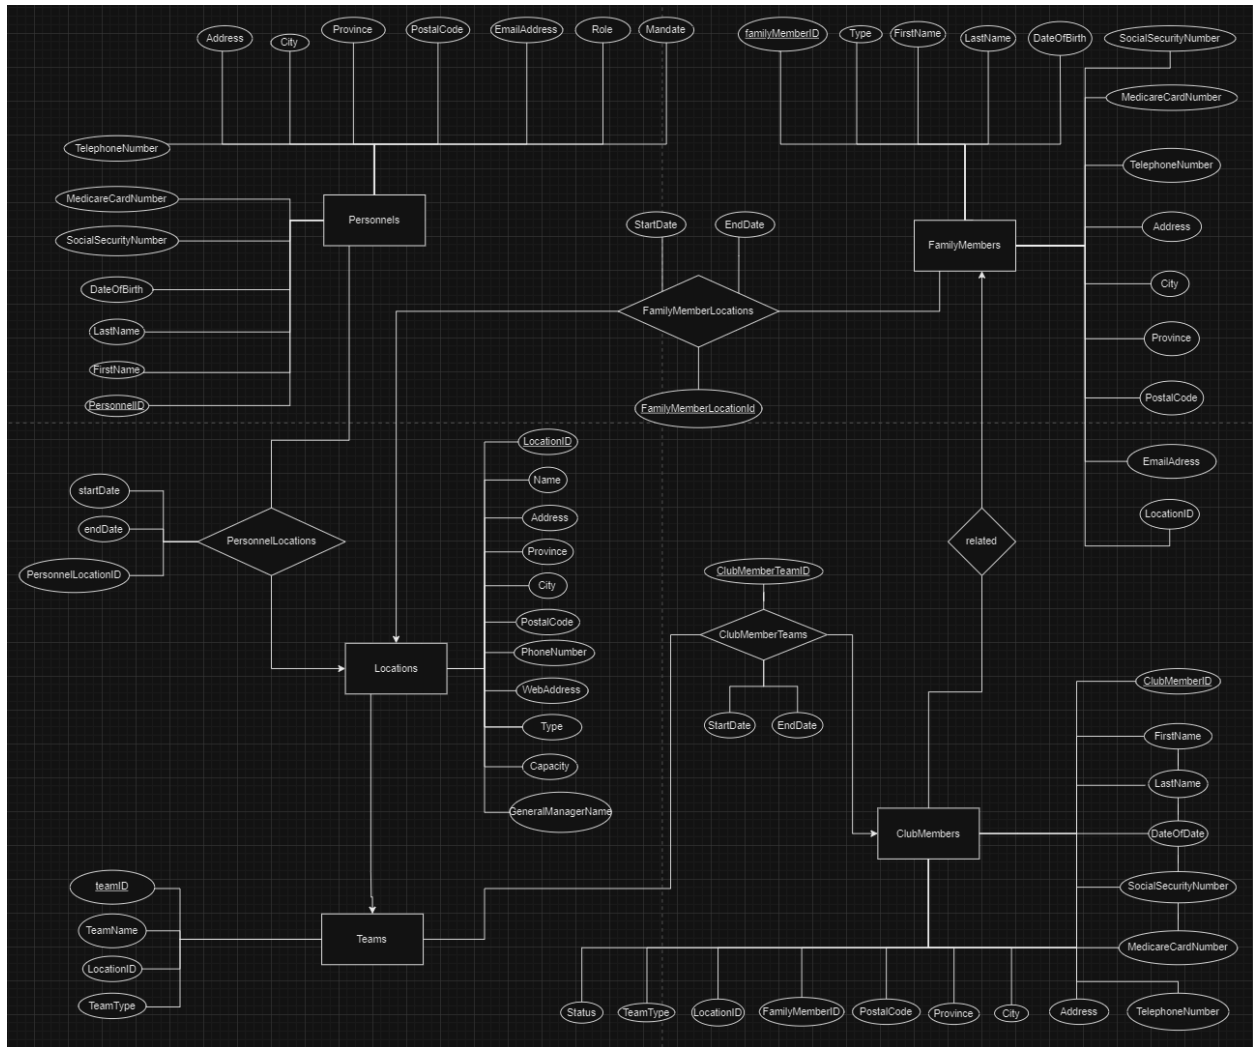 Address
City
Province
PostalCode
EmailAddress
Role
Mandate
familyMemberID
Type
FirstName
LastName
DateOfBirth
SocialSecurityNumber
MedicareCardNumber
TelephoneNumber
TelephoneNumber
MedicareCardNumber
SocialSecurityNumber
DateOfBirth
LastName
FirstName
PersonnelID
Personnels
StartDate
EndDate
FamilyMemberLocations
FamilyMemberLocationId
FamilyMembers
Address
City
Province
PostalCode
EmailAdress
LocationID
startDate
endDate
PersonnelLocationID
PersonnelLocations
LocationID
Name
Address
Province
City
PostalCode
PhoneNumber
WebAddress
Type
Capacity
GeneralManagerName
Locations
related
ClubMemberTeamID
ClubMemberTeams
StartDate
EndDate
ClubMemberID
FirstName
LastName
DateOfDate
SocialSecurityNumber
MedicareCardNumber
TelephoneNumber
ClubMembers
teamID
TeamName
LocationID
TeamType
Teams
Status
TeamType
LocationID
FamilyMemberID
PostalCode
Province
City
Address